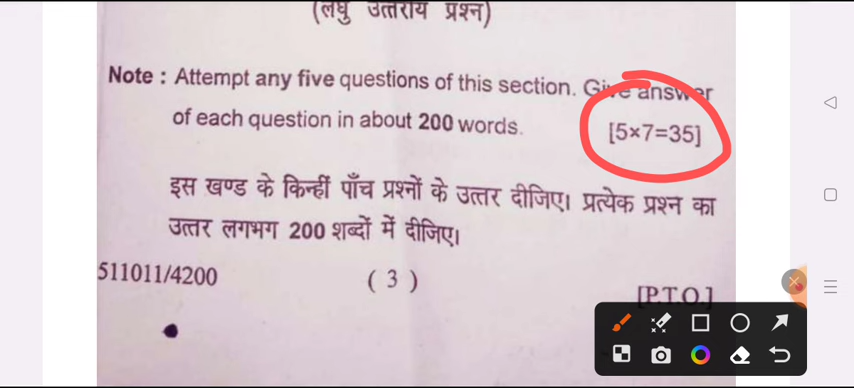 (लघु उत्तरीय प्रश्न)
Note : Attempt any five questions of this section. Give answer
of each question in about 200 words. [5×7=35]
इस खण्ड के किन्हीं पाँच प्रश्नों के उत्तर दीजिए। प्रत्येक प्रश्न का
उत्तर लगभग 200 शब्दों में दीजिए।
511011/4200 ( 3 ) [P.T.O.]